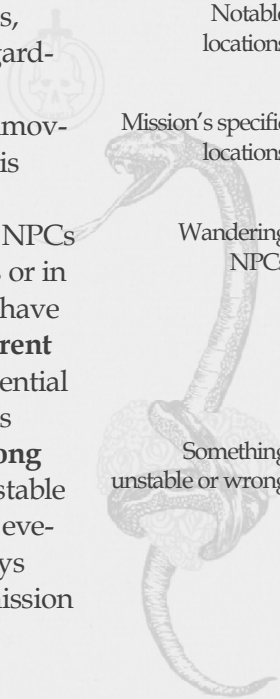 s,
gard-
mov-
is
NPCs
s or in
have
rent
ential
s
ong
stable
eve-
ys
ission
Notable
locations
Mission's specific
locations
Wandering
NPCs
Something
unstable or wrong